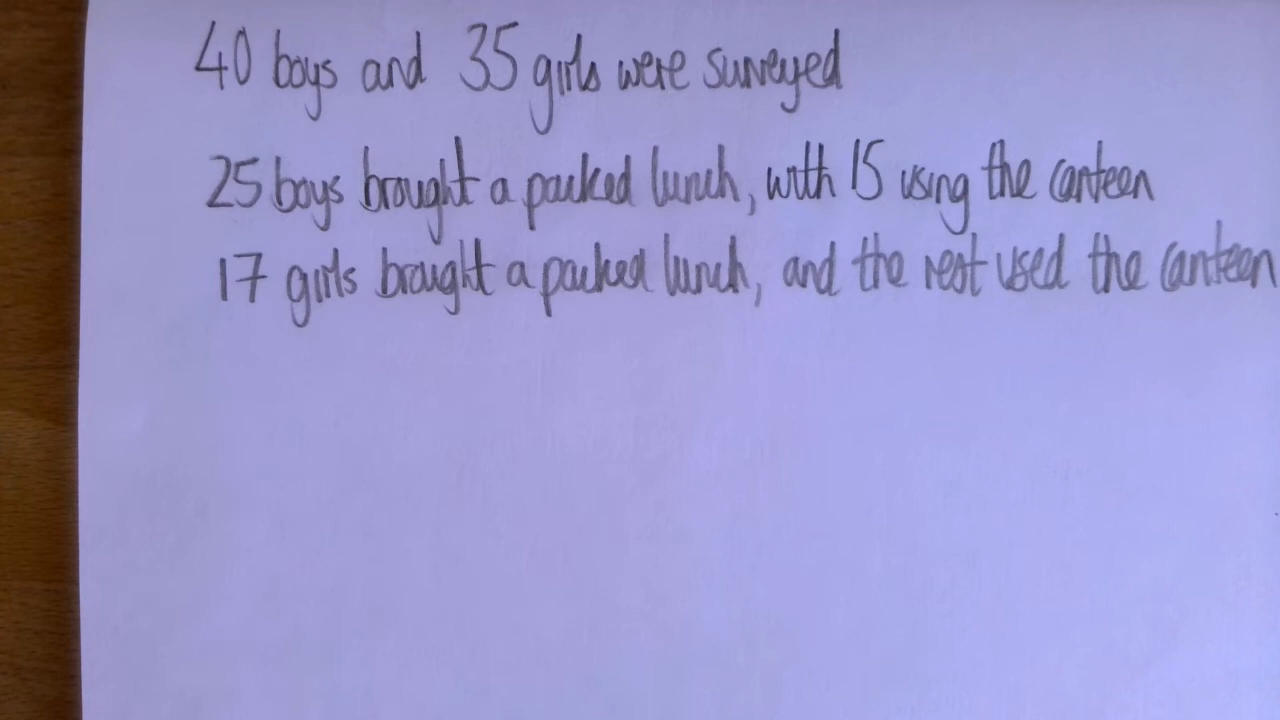 40 boys and 35 girls were surveyed
25 boys brought a packed lunch, with 15 using the canteen
17 girls brought a packed lunch, and the rest used the canteen